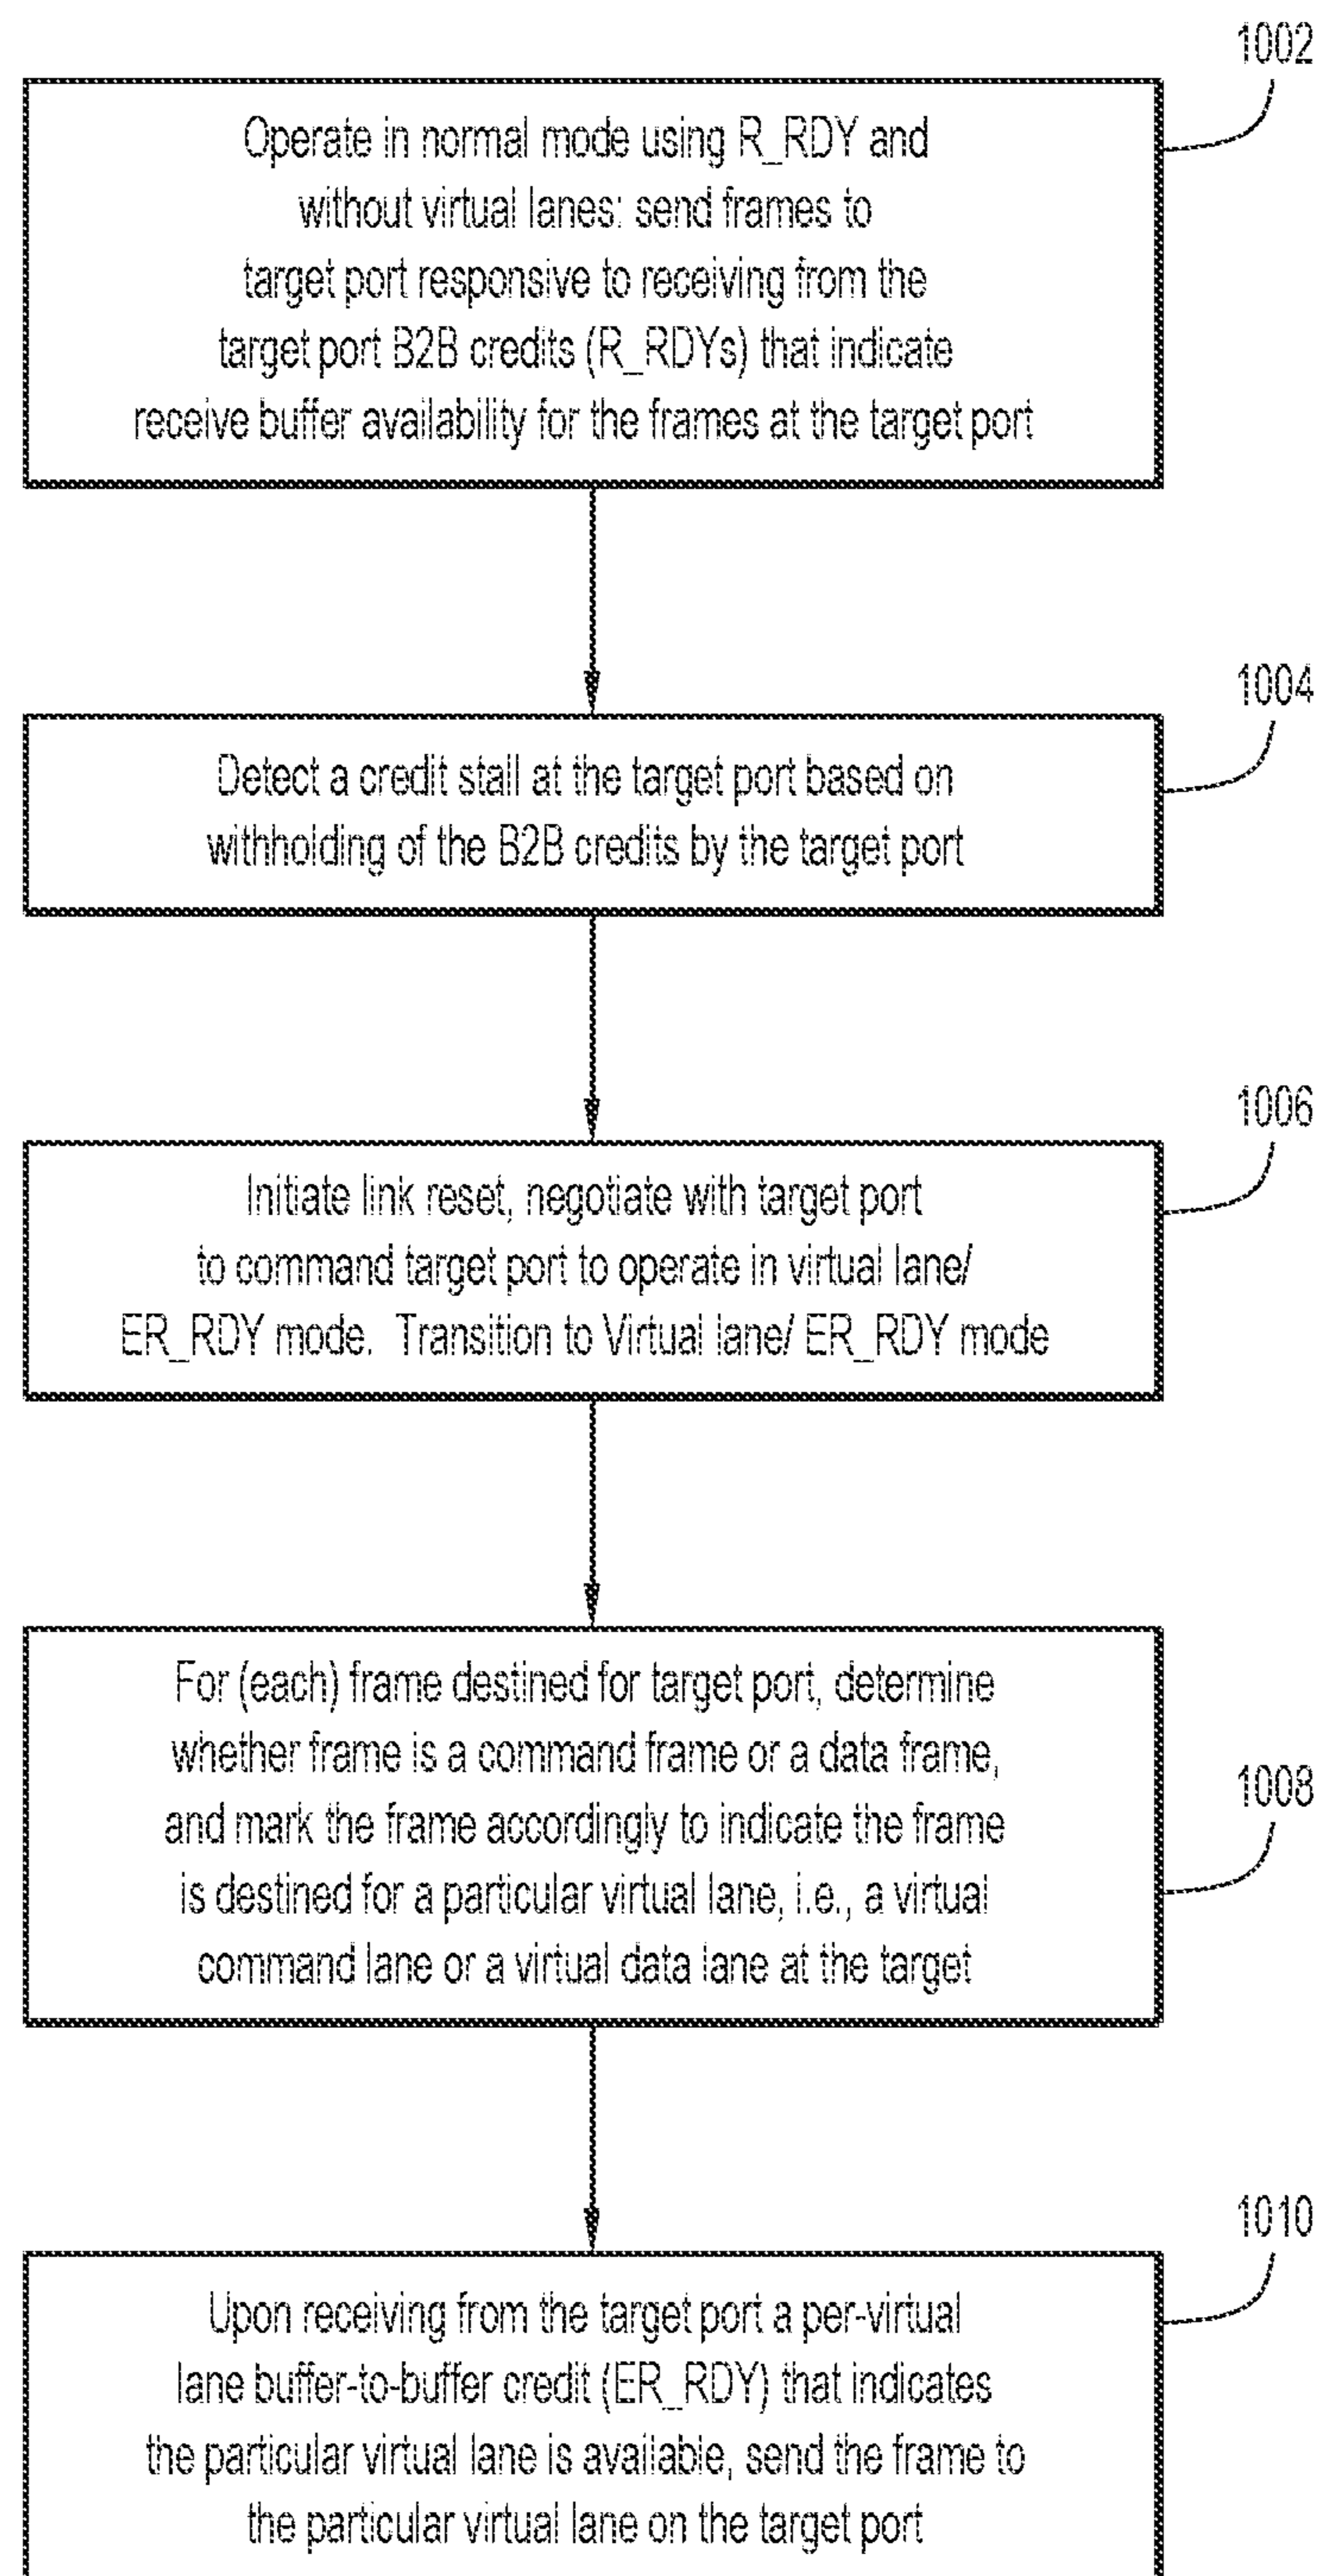 1002
Operate in normal mode using R_RDY and
without virtual lanes: send frames to
target port responsive to receiving from the
target port B2B credits (R_RDYs) that indicate
receive buffer availability for the frames at the target port
1004
Detect a credit stall at the target port based on
withholding of the B2B credits by the target port
1006
Initiate link reset, negotiate with target port
to command target port to operate in virtual lane/
ER_RDY mode. Transition to Virtual lane/ ER_RDY mode
For (each) frame destined for target port, determine
whether frame is a command frame or a data frame,
and mark the frame accordingly to indicate the frame
is destined for a particular virtual lane, i.e., a virtual
command lane or a virtual data lane at the target
1008
1010
Upon receiving from the target port a per-virtual
lane buffer-to-buffer credit (ER_RDY) that indicates
the particular virtual lane is available, send the frame to
the particular virtual lane on the target port